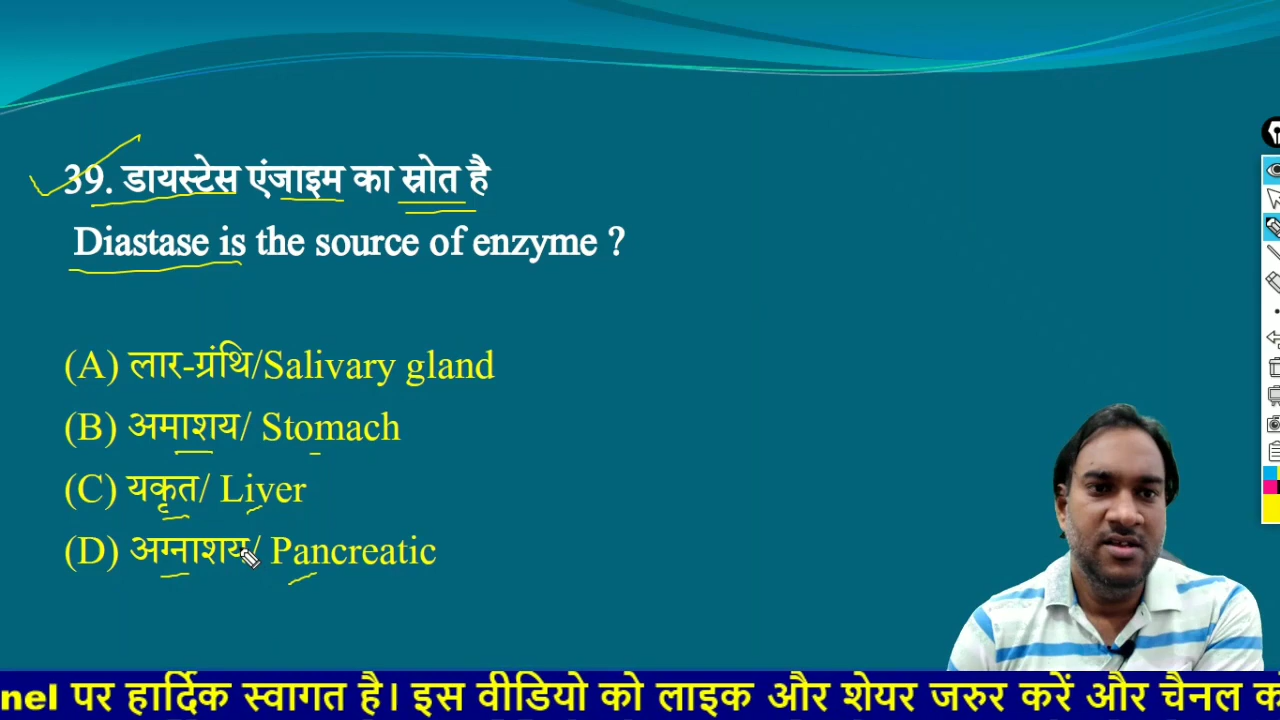 39. डायस्टेस एंजाइम का स्रोत है
Diastase is the source of enzyme ?
(A) लार-ग्रंथि/Salivary gland
(B) अमाशय/ Stomach
(C) यकृत/ Liver
(D) अग्नाशय/ Pancreatic
nel पर हार्दिक स्वागत है। इस वीडियो को लाइक और शेयर जरुर करें और चैनल क